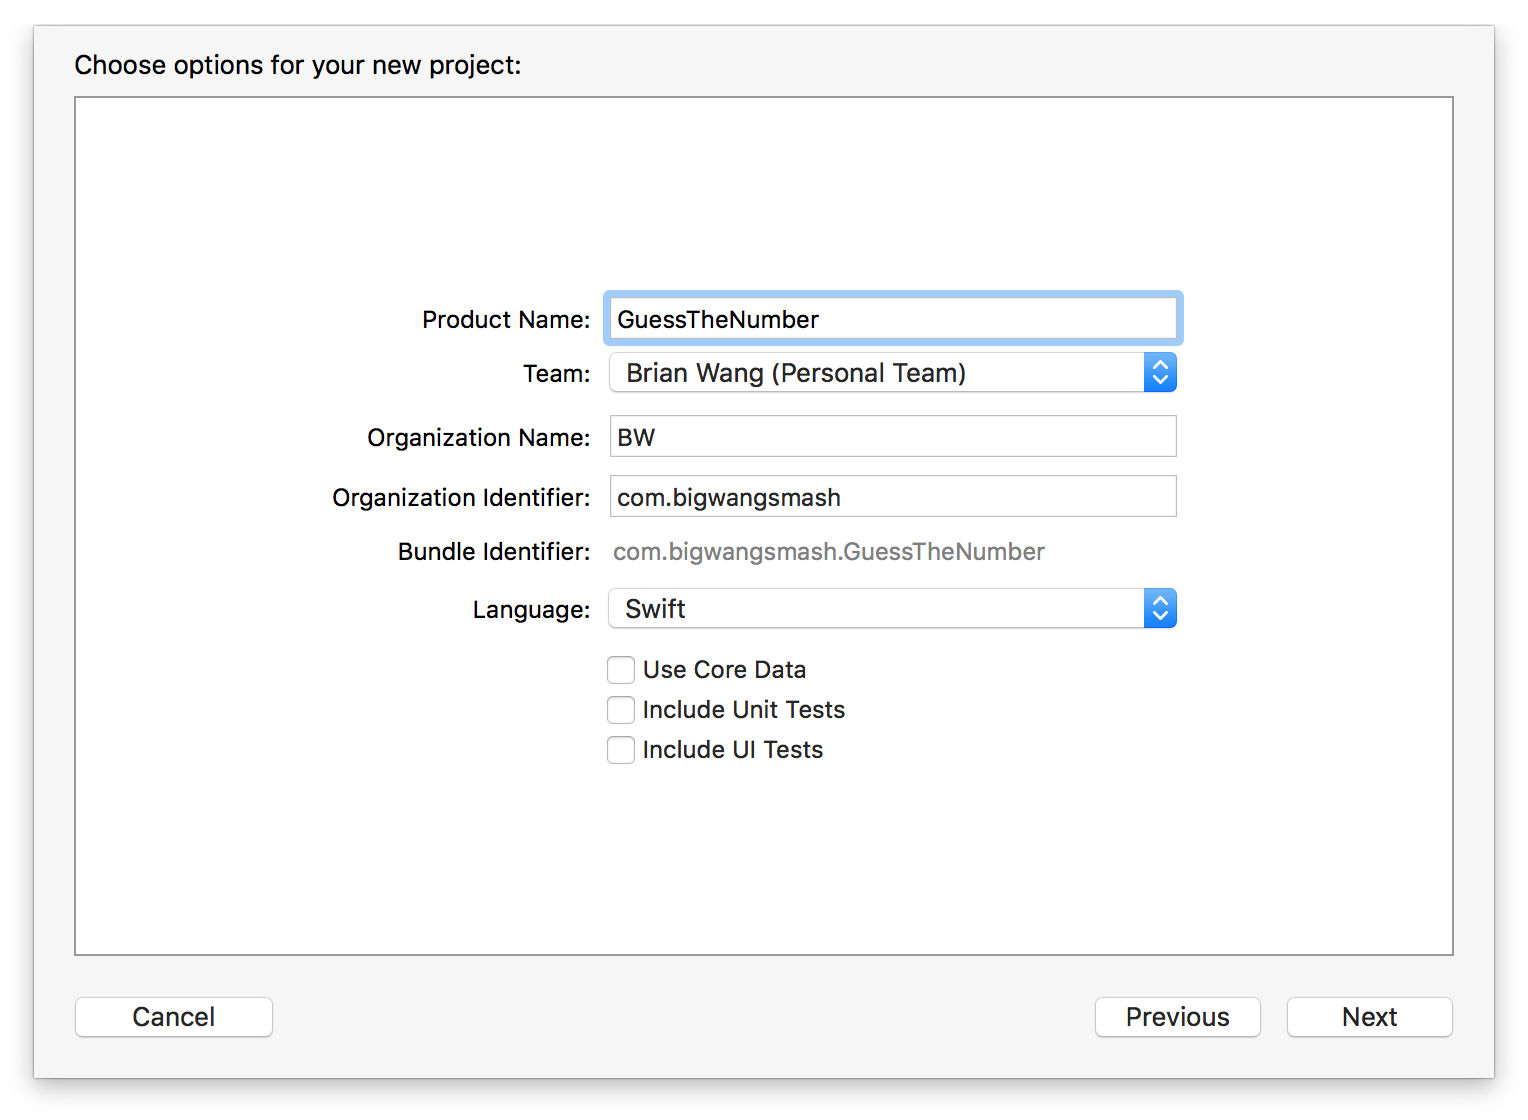 Choose options for your new project:
Product Name: GuessTheNumber
Team: Brian Wang (Personal Team)
Organization Name: BW
Organization Identifier: com.bigwangsmash
Bundle Identifier: com.bigwangsmash.GuessTheNumber
Language: Swift
Use Core Data
Include Unit Tests
Include UI Tests
Cancel Previous Next